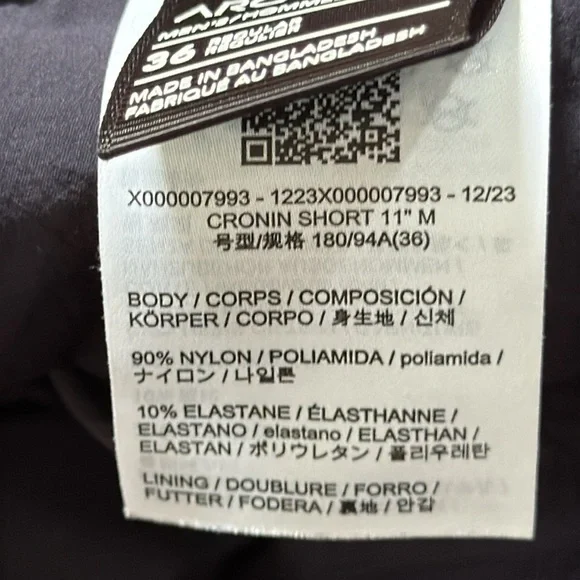 MEN'S/HOMME
36 REGULAR
REGULIER
MADE IN BANGLADESH
FABRIQUÉ AU BANGLADESH
X000007993 - 1223X000007993 - 12/23
CRONIN SHORT 11" M
号型/规格 180/94A(36)
BODY / CORPS / COMPOSICIÓN /
KÖRPER / CORPO / 身生地 / 신체
90% NYLON / POLIAMIDA / poliamida /
ナイロン / 나일론
10% ELASTANE / ÉLASTHANNE /
ELASTANO / elastano / ELASTHAN /
ELASTAN / ポリウレタン / 폴리우레탄
LINING / DOUBLURE / FORRO /
FUTTER / FODERA / 裏地 / 안감